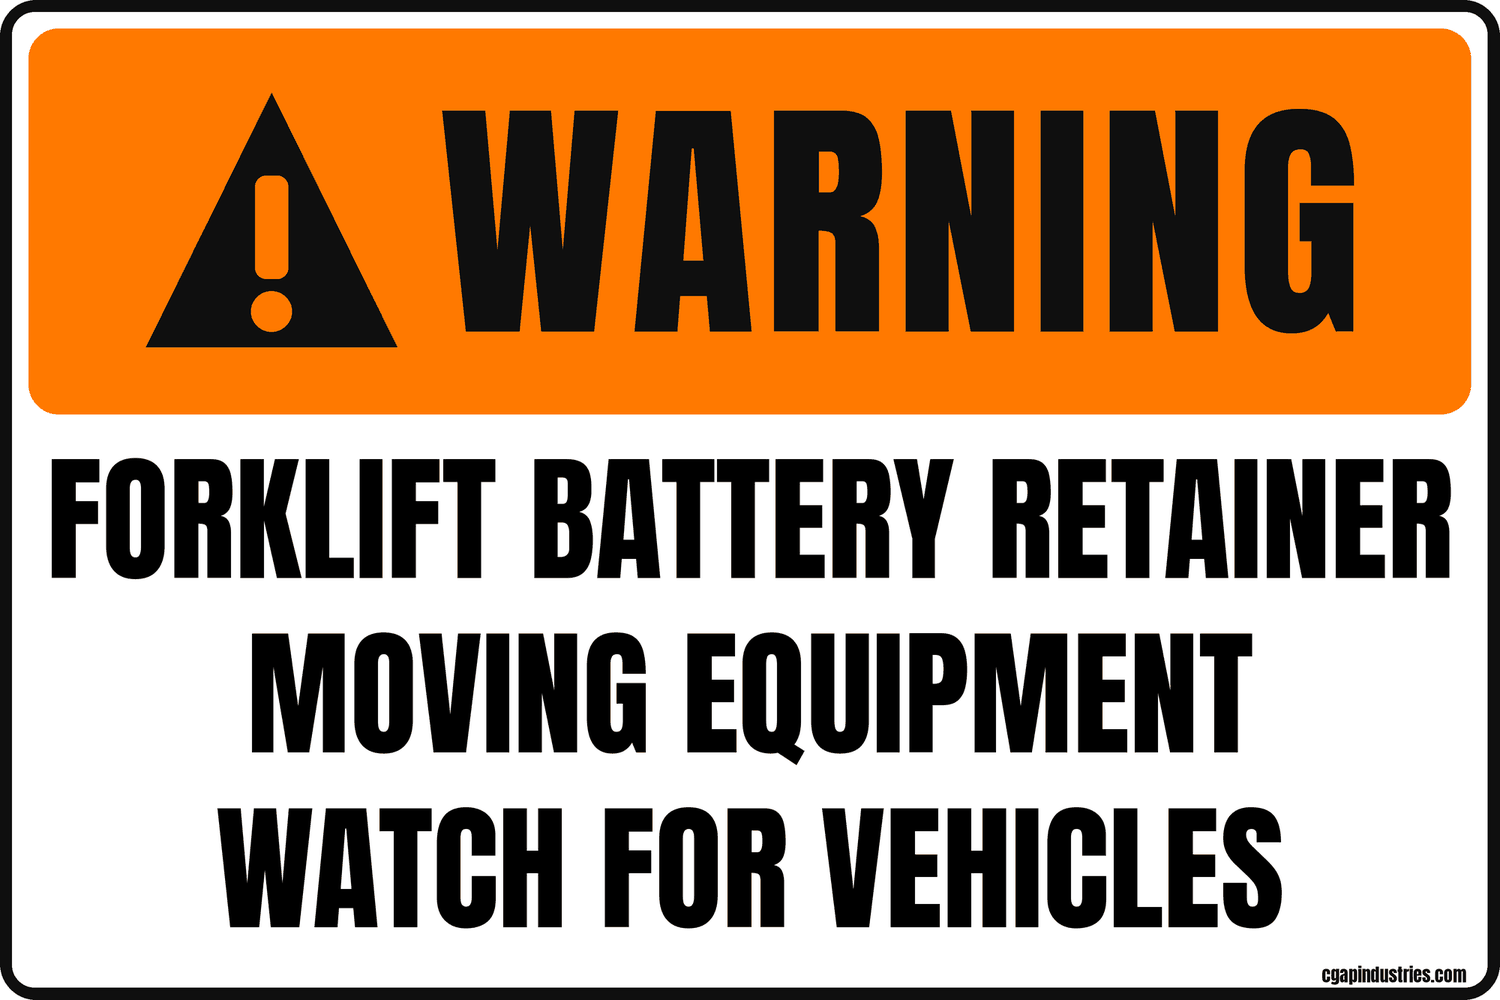 WARNING
FORKLIFT BATTERY RETAINER
MOVING EQUIPMENT
WATCH FOR VEHICLES
cgapindustries.com